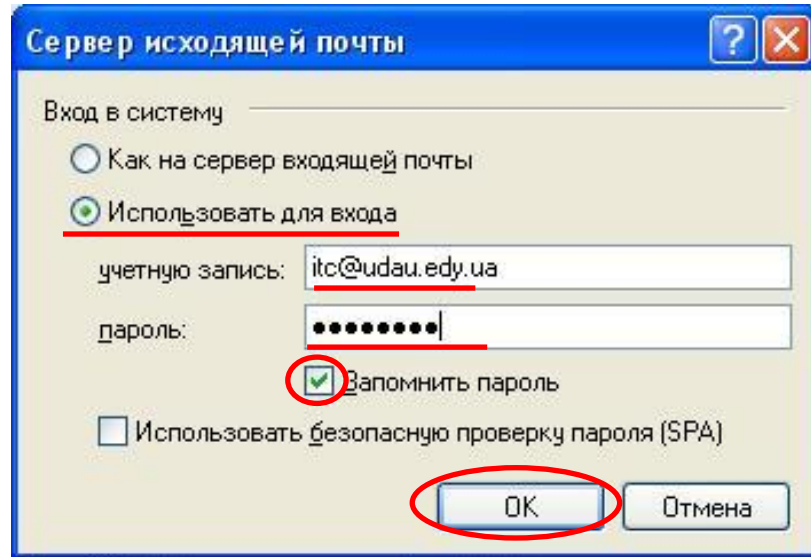 Сервер исходящей почты
Вход в систему
Как на сервер входящей почты
Использовать для входа
учетную запись: itc@udau.edy.ua
пароль: ●●●●●●●●
Запомнить пароль
Использовать безопасную проверку пароля (SPA)
OK Отмена